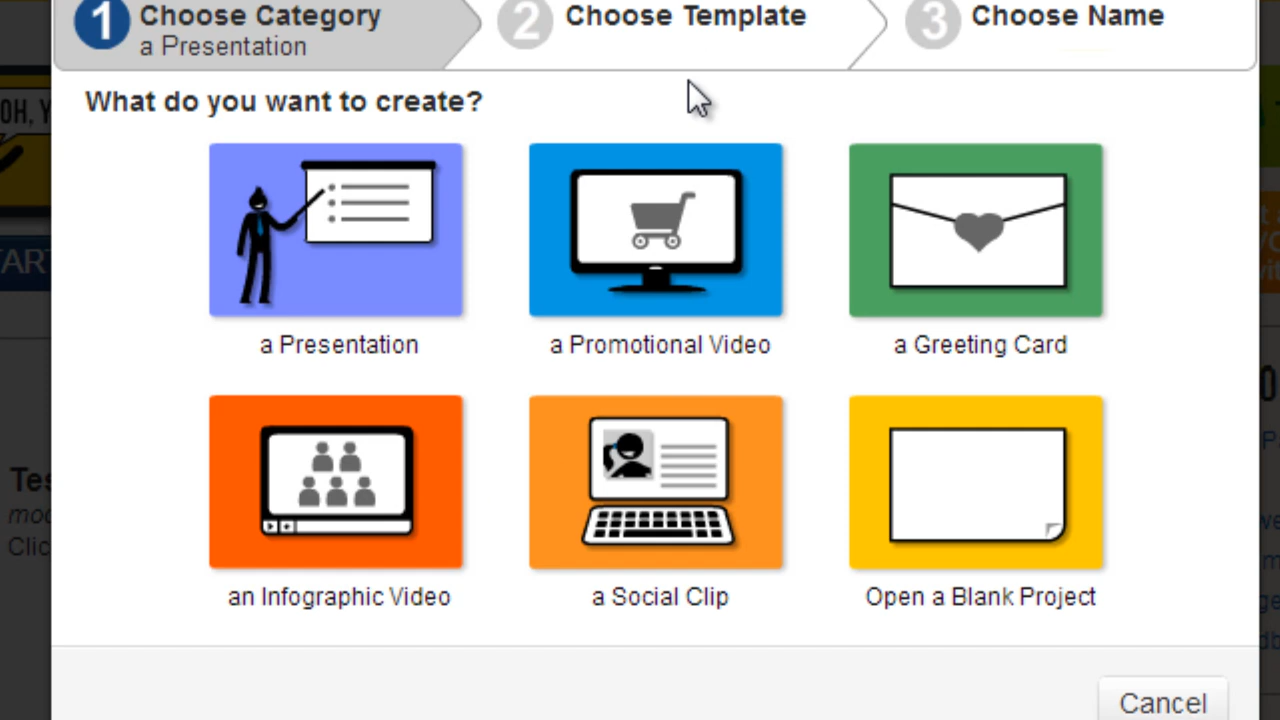 1 Choose Category
a Presentation
2 Choose Template
3 Choose Name
What do you want to create?
OH,
a Presentation
a Promotional Video
a Greeting Card
an Infographic Video
a Social Clip
Open a Blank Project
Cancel